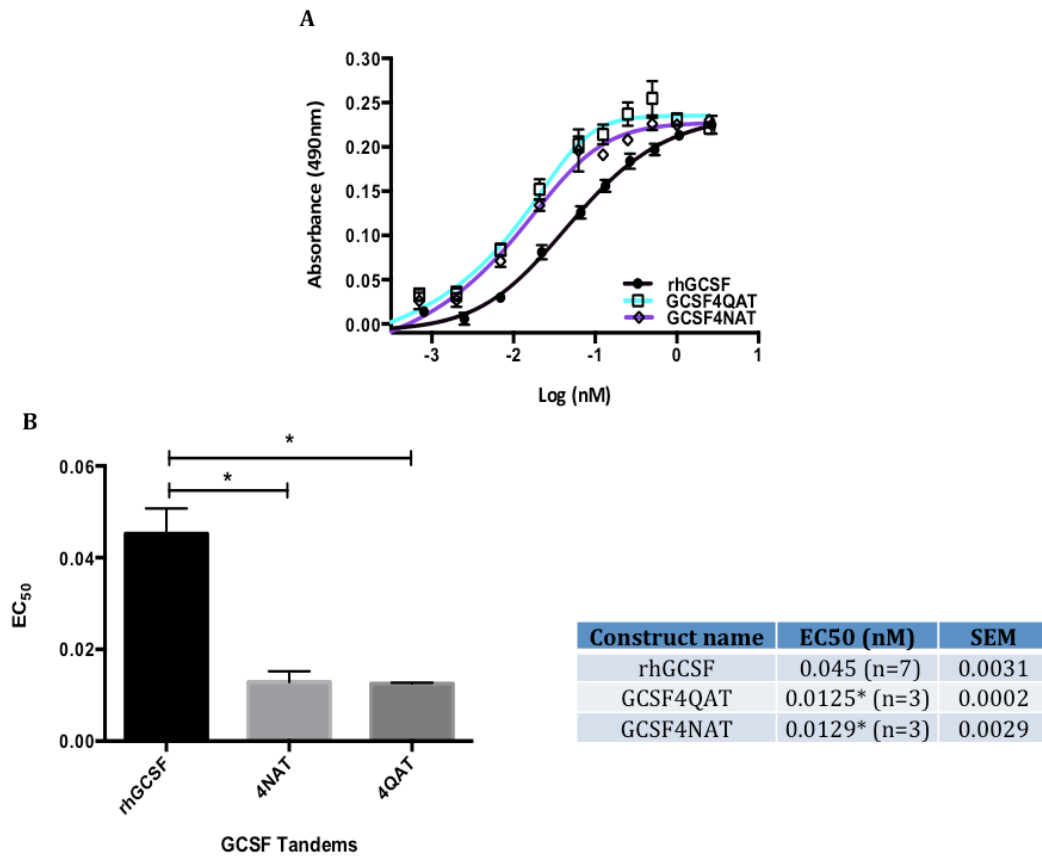 A
0.30
0.25
0.20
0.15
0.10
0.05
0.00
Absorbance (490nm)
-3 -2 -1 0 1
Log (nM)
rhGCSF
GCSF4QAT
GCSF4NAT
B
* 
*
0.06
0.04
0.02
0.00
EC50
rhGCSF 4NAT 4QAT
GCSF Tandems
Construct name EC50 (nM) SEM
rhGCSF 0.045 (n=7) 0.0031
GCSF4QAT 0.0125* (n=3) 0.0002
GCSF4NAT 0.0129* (n=3) 0.0029